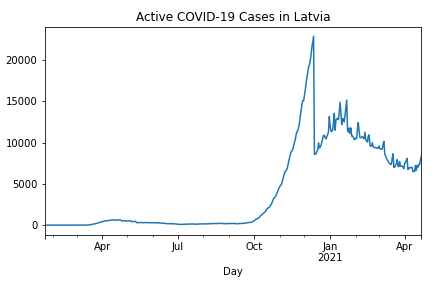 Active COVID-19 Cases in Latvia
20000
15000
10000
5000
0
Apr
Jul
Oct
Jan
2021
Apr
Day